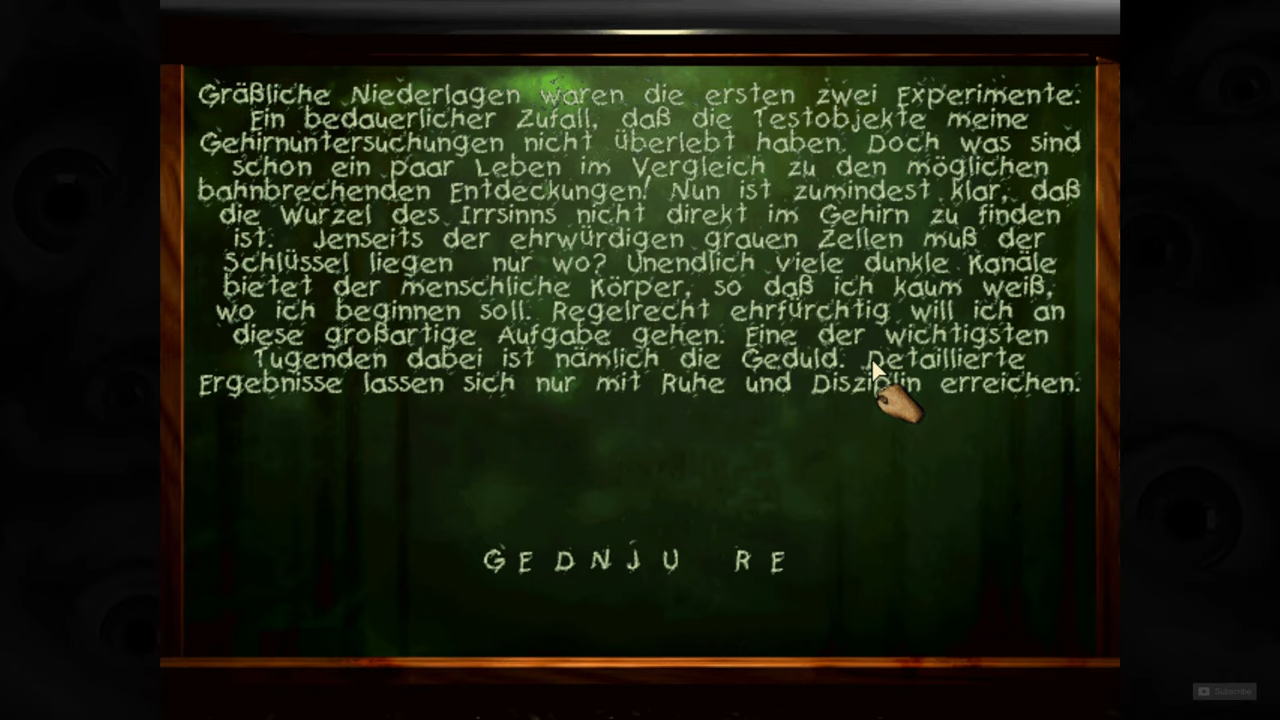 Gräßliche Niederlagen waren die ersten zwei Experimente.
Ein bedauerlicher Zufall, daß die Testobjekte meine
Gehirnuntersuchungen nicht überlebt haben. Doch was sind
schon ein paar Leben im Vergleich zu den möglichen
bahnbrechenden Entdeckungen! Nun ist zumindest klar, daß
die Wurzel des Irrsinns nicht direkt im Gehirn zu finden
ist. Jenseits der ehrwürdigen grauen Zellen muß der
Schlüssel liegen nur wo? Unendlich viele dunkle Kanäle
bietet der menschliche Körper, so daß ich kaum weiß,
wo ich beginnen soll. Regelrecht ehrfürchtig will ich an
diese großartige Aufgabe gehen. Eine der wichtigsten
Tugenden dabei ist nämlich die Geduld. Detaillierte
Ergebnisse lassen sich nur mit Ruhe und Disziplin erreichen.
G E D N J U R E
Subscribe